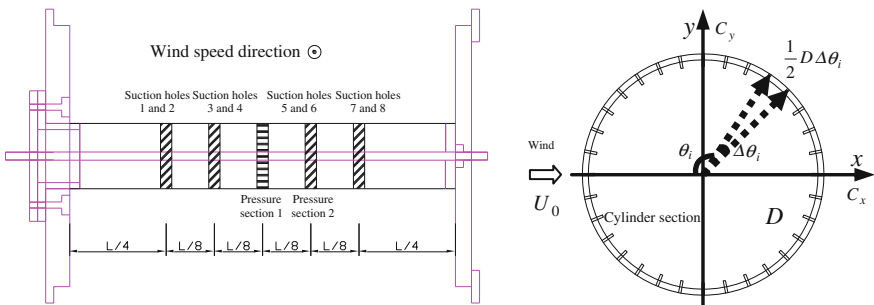 Wind speed direction ⊙
Suction holes
1 and 2
Suction holes
3 and 4
Suction holes
5 and 6
Suction holes
7 and 8
Pressure
section 1
Pressure
section 2
L/4
L/8
L/8
L/8
L/8
L/4
y
C_y
1/2 D Δθ_i
θ_i
Δθ_i
Wind
U_0
x
C_x
Cylinder section
D